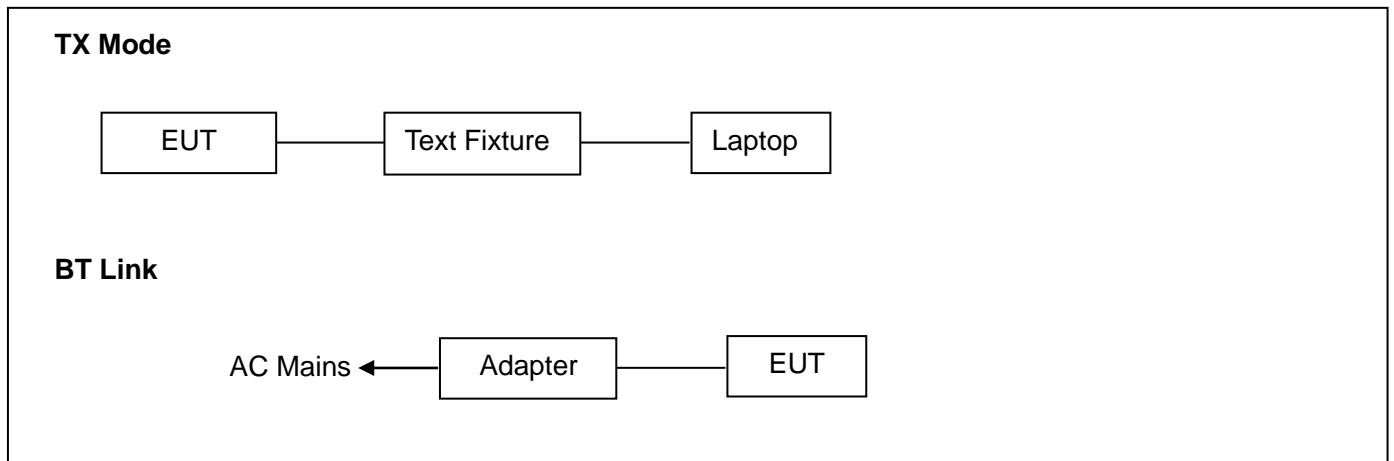 TX Mode
EUT Text Fixture Laptop
BT Link
AC Mains Adapter EUT